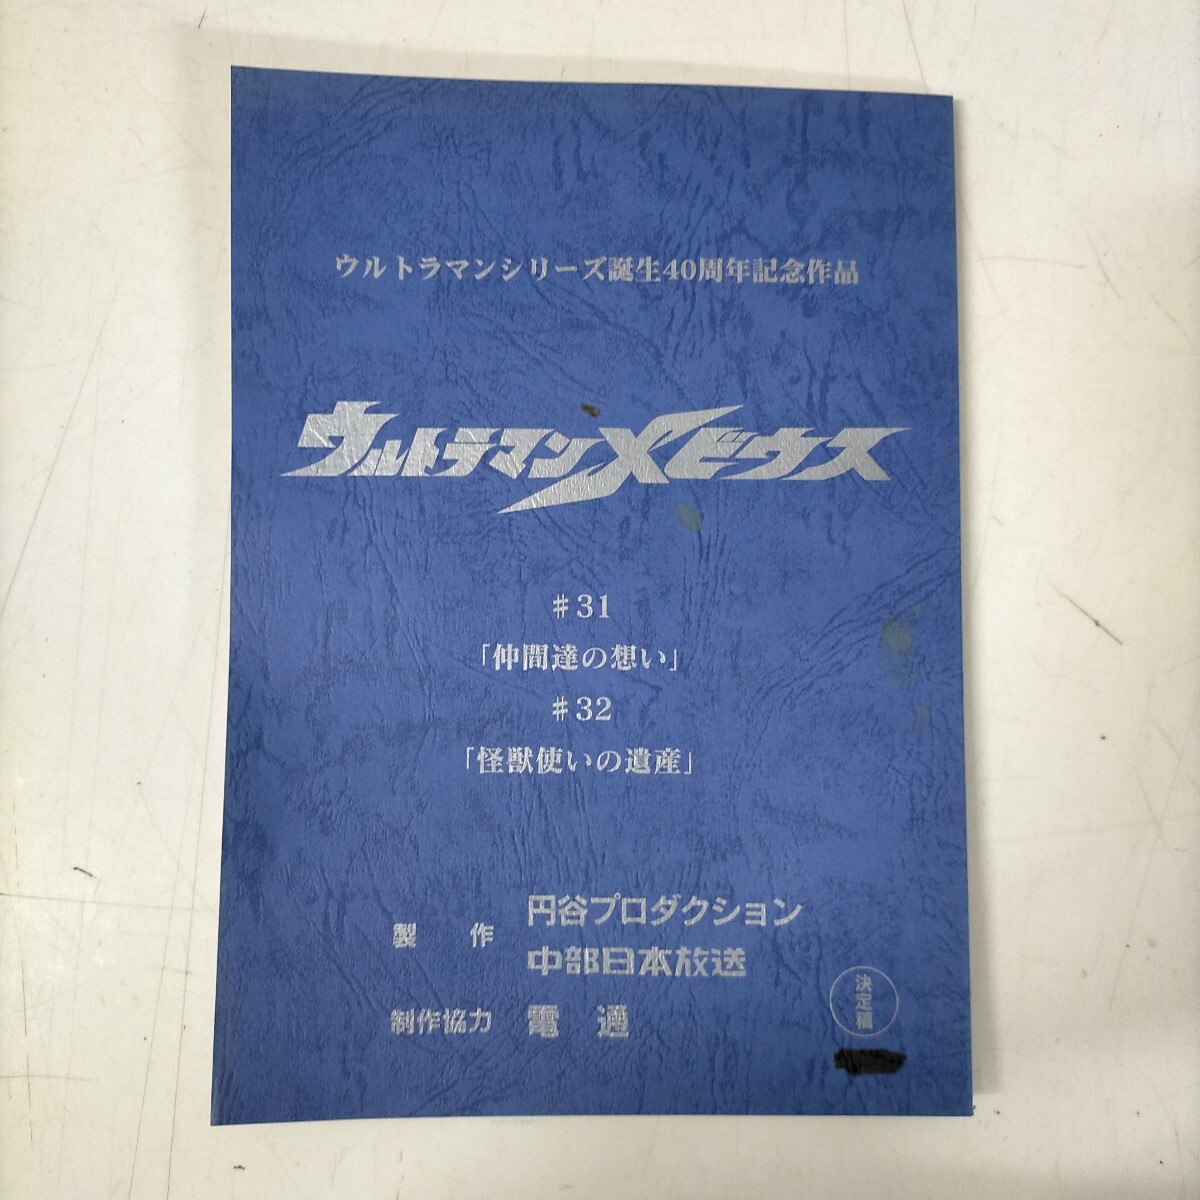 ウルトラマンシリーズ誕生40周年記念作品
ウルトラマンメビウス
♯31
「仲間達の想い」
♯32
「怪獣使いの遺産」
製　作
円谷プロダクション
中部日本放送
制作協力　電　通
決定稿